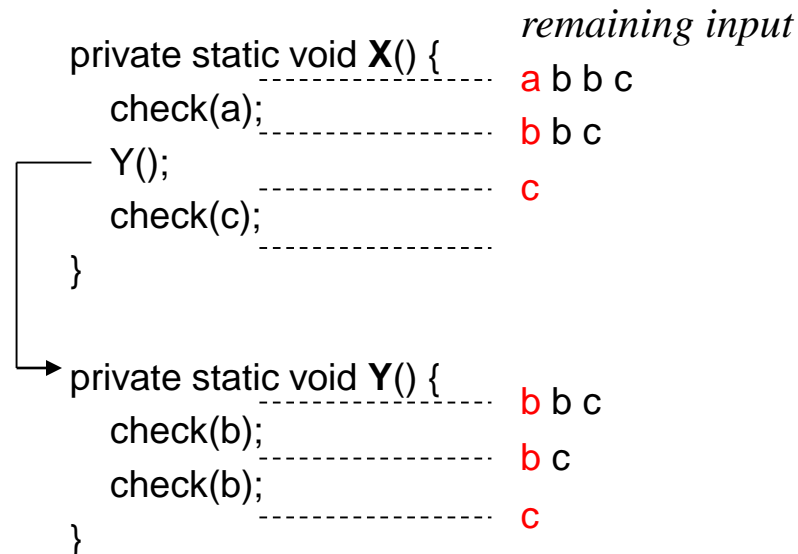 remaining input
private static void X() {
a b b c
check(a);
b b c
Y();
c
check(c);
}
private static void Y() {
b b c
check(b);
b c
check(b);
c
}